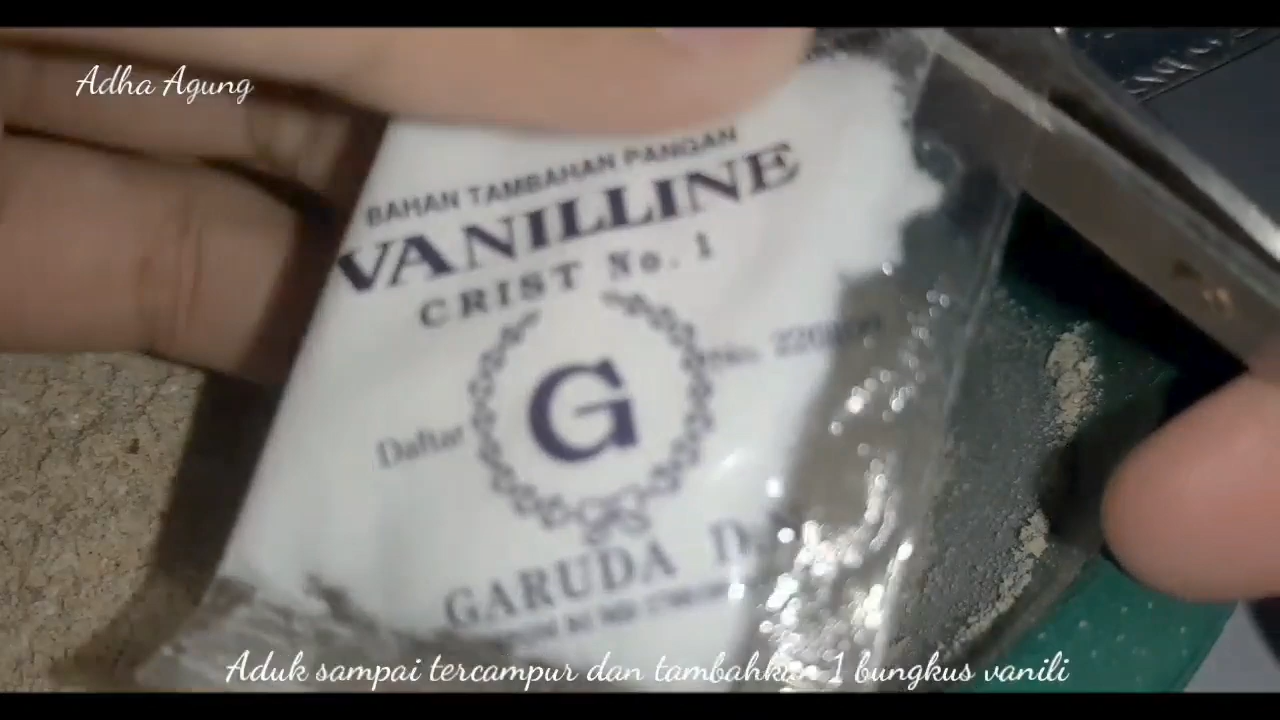 Adha Agung
BAHAN TAMBAHAN PANGAN
VANILLINE
CRIST No. 1
No.
G
Daftar
GARUDA
Aduk sampai tercampur dan tambahkan 1 bungkus vanili